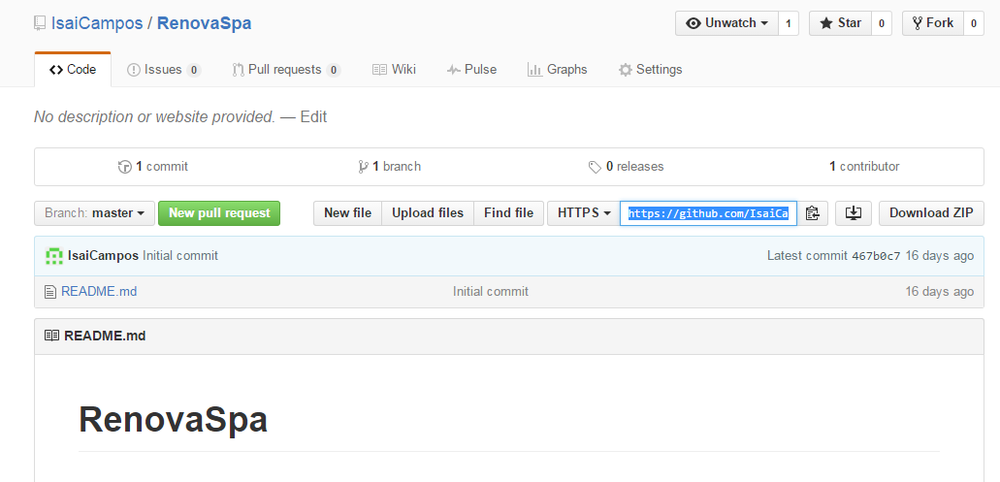 IsaiCampos / RenovaSpa Unwatch 1 Star 0 Fork 0
Code Issues 0 Pull requests 0 Wiki Pulse Graphs Settings
No description or website provided. — Edit
1 commit 1 branch 0 releases 1 contributor
Branch: master New pull request New file Upload files Find file HTTPS https://github.com/IsaiCa Download ZIP
IsaiCampos Initial commit Latest commit 467b0c7 16 days ago
README.md Initial commit 16 days ago
README.md
RenovaSpa